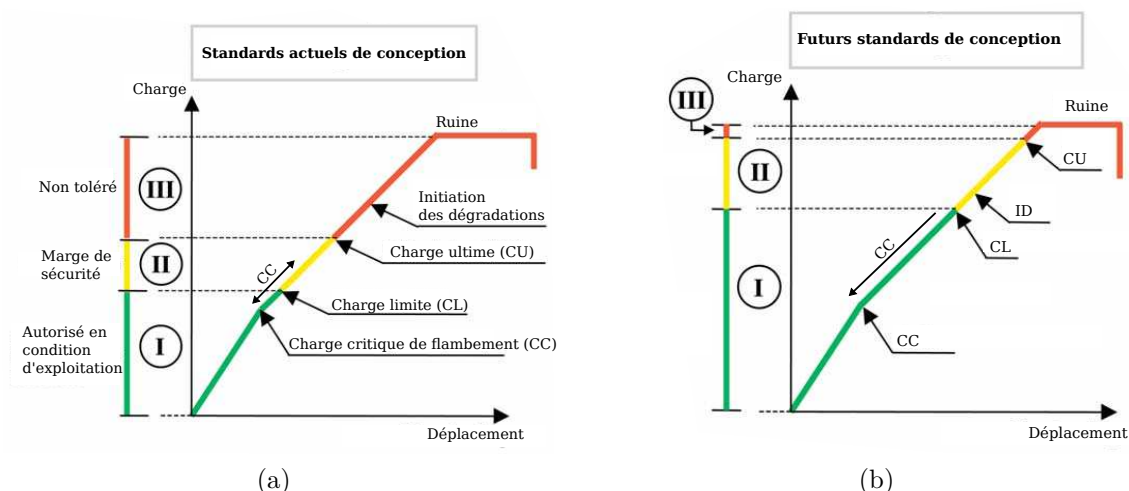 Standards actuels de conception
Charge
Ruine
Non toléré
III
Initiation
des dégradations
Marge de
sécurité
II
CC
Charge ultime (CU)
Charge limite (CL)
Autorisé en
condition
d'exploitation
I
Charge critique de flambement (CC)
Déplacement
(a)
Futurs standards de conception
Charge
III
Ruine
CU
II
ID
CC
CL
I
CC
Déplacement
(b)